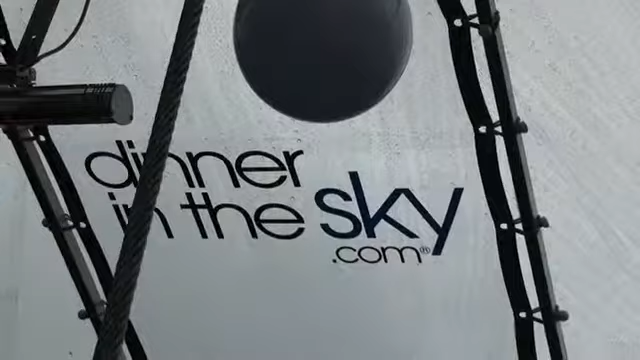 dinner
in the sky
.com®